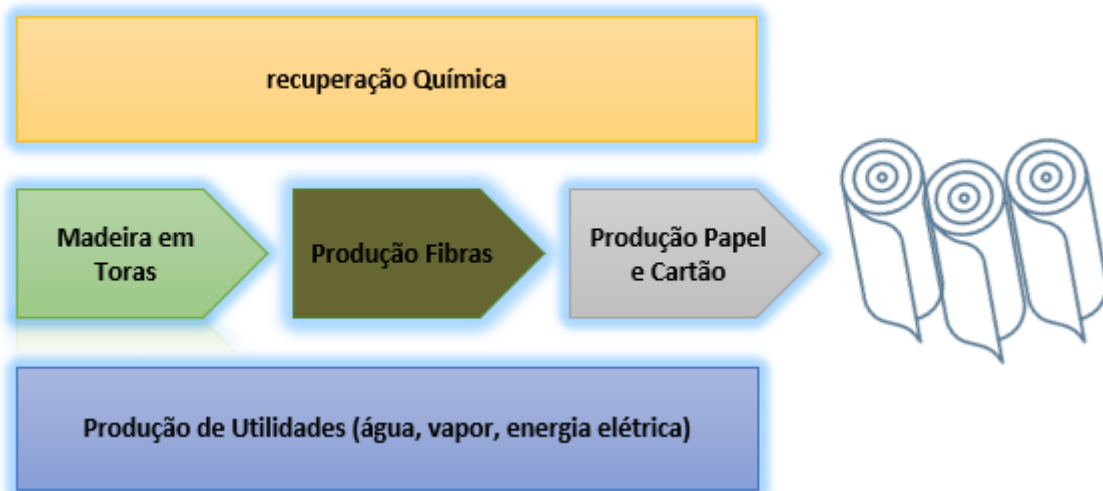 recuperação Química
Madeira em
Toras
Produção Fibras
Produção Papel
e Cartão
Produção de Utilidades (água, vapor, energia elétrica)